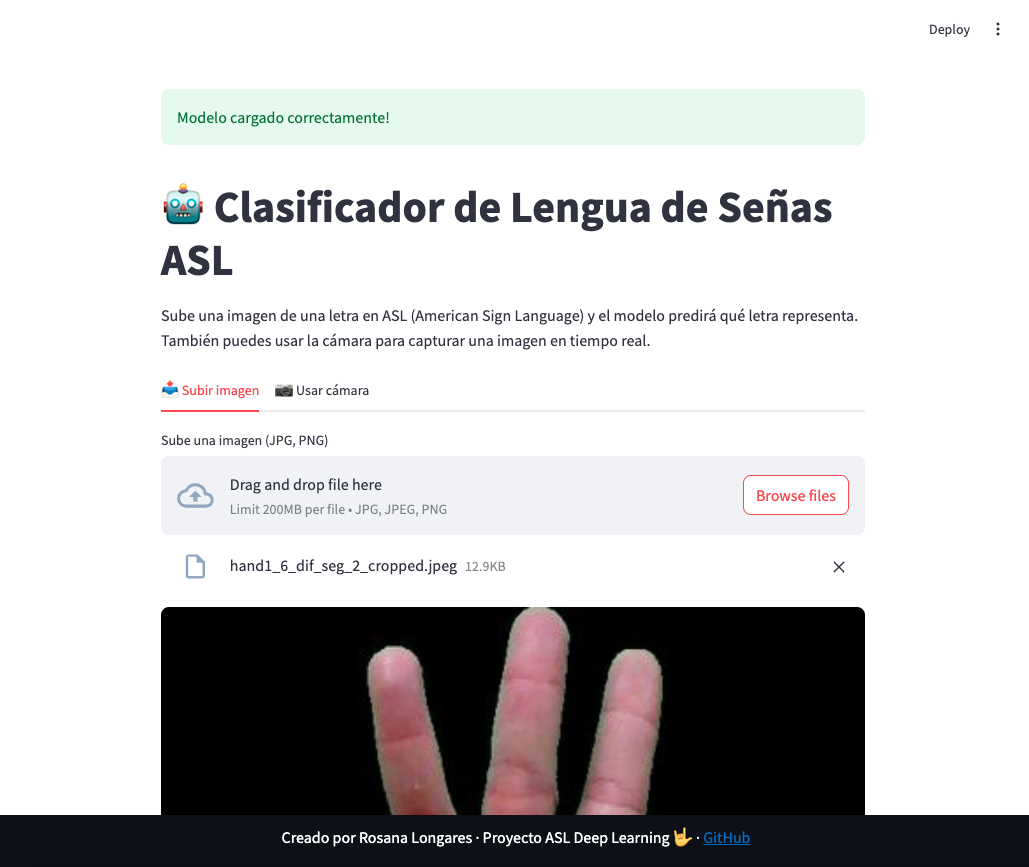 Deploy
Modelo cargado correctamente!
🤖 Clasificador de Lengua de Señas
ASL
Sube una imagen de una letra en ASL (American Sign Language) y el modelo predirá qué letra representa.
También puedes usar la cámara para capturar una imagen en tiempo real.
📤 Subir imagen 📷 Usar cámara
Sube una imagen (JPG, PNG)
Drag and drop file here
Limit 200MB per file • JPG, JPEG, PNG
Browse files
hand1_6_dif_seg_2_cropped.jpeg 12.9KB
Creado por Rosana Longares · Proyecto ASL Deep Learning 🤟 · GitHub